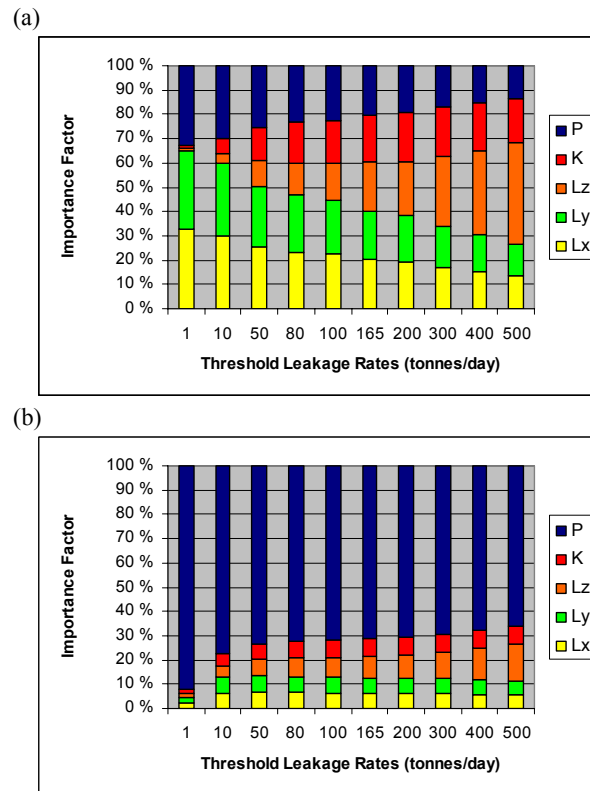 (a)
100 %
90 %
80 %
70 %
60 %
50 %
40 %
30 %
20 %
10 %
0 %
Importance Factor
1 10 50 80 100 165 200 300 400 500
Threshold Leakage Rates (tonnes/day)
P
K
Lz
Ly
Lx
(b)
100 %
90 %
80 %
70 %
60 %
50 %
40 %
30 %
20 %
10 %
0 %
Importance Factor
1 10 50 80 100 165 200 300 400 500
Threshold Leakage Rates (tonnes/day)
P
K
Lz
Ly
Lx